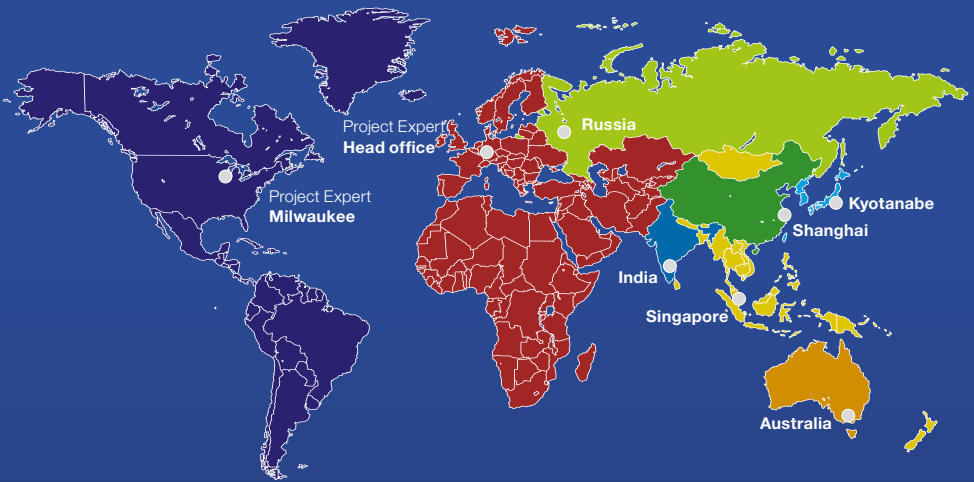 Project Expert
Head office
Russia
Project Expert
Milwaukee
Kyotanabe
Shanghai
India
Singapore
Australia